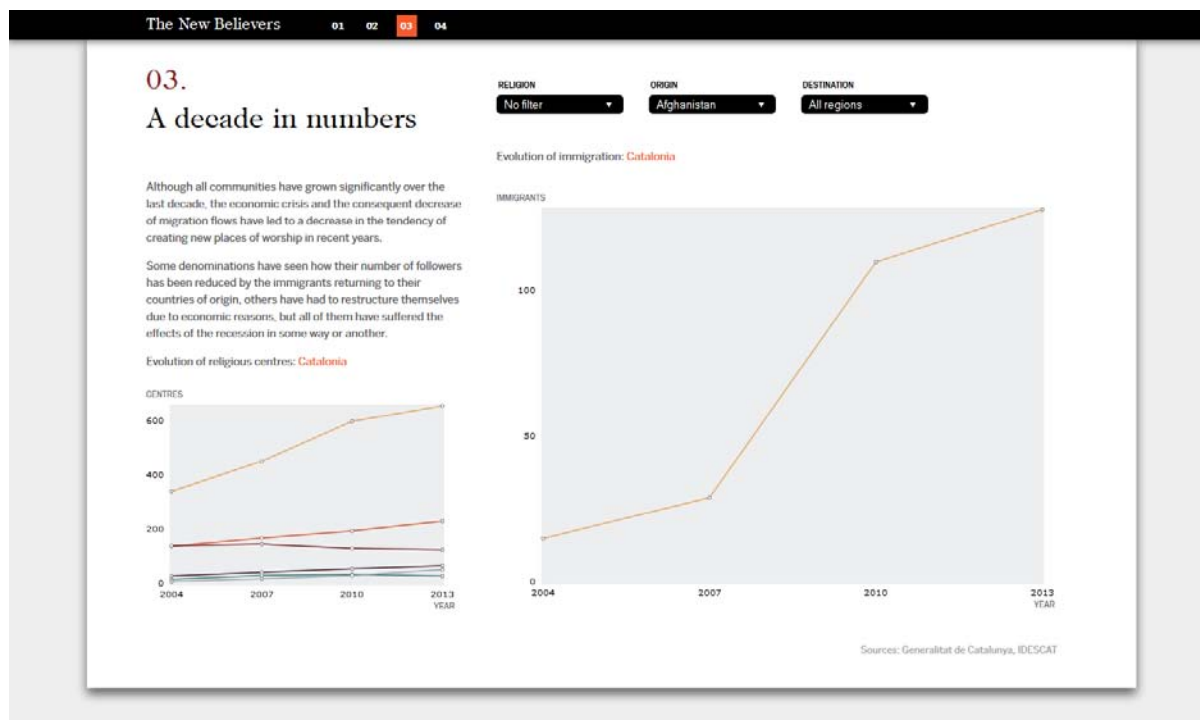 The New Believers 01 02 03 04
03.
A decade in numbers
Although all communities have grown significantly over the
last decade, the economic crisis and the consequent decrease
of migration flows have led to a decrease in the tendency of
creating new places of worship in recent years.
Some denominations have seen how their number of followers
has been reduced by the immigrants returning to their
countries of origin, others have had to restructure themselves
due to economic reasons, but all of them have suffered the
effects of the recession in some way or another.
Evolution of religious centres: Catalonia
CENTRES
600
400
200
0
2004 2007 2010 2013
YEAR
RELIGION ORIGIN DESTINATION
No filter Afghanistan All regions
Evolution of immigration: Catalonia
IMMIGRANTS
100
50
0
2004 2007 2010 2013
YEAR
Sources: Generalitat de Catalunya, IDESCAT